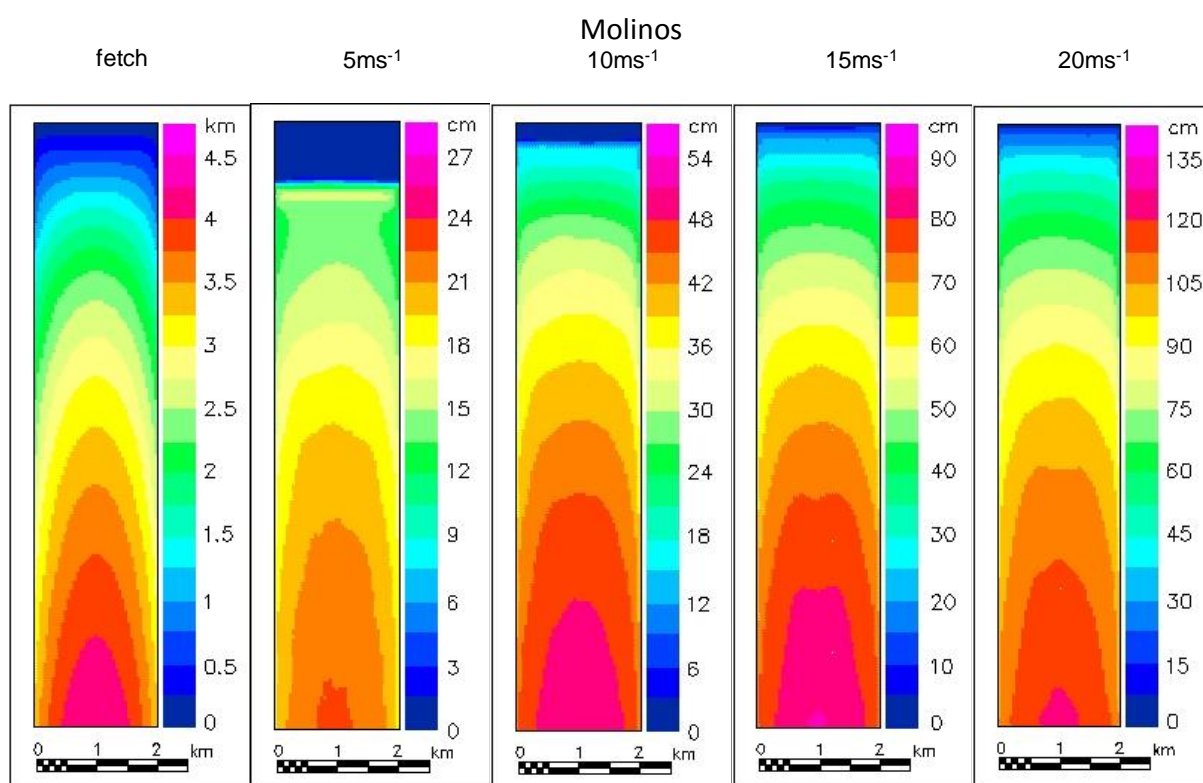 Molinos
fetch 5ms-1 10ms-1 15ms-1 20ms-1
km cm cm cm cm
4.5 27 54 90 135
4 24 48 80 120
3.5 21 42 70 105
3 18 36 60 90
2.5 15 30 50 75
2 12 24 40 60
1.5 9 18 30 45
1 6 12 20 30
0.5 3 6 10 15
0 0 0 0 0
0 1 2 km 0 1 2 km 0 1 2 km 0 1 2 km 0 1 2 km